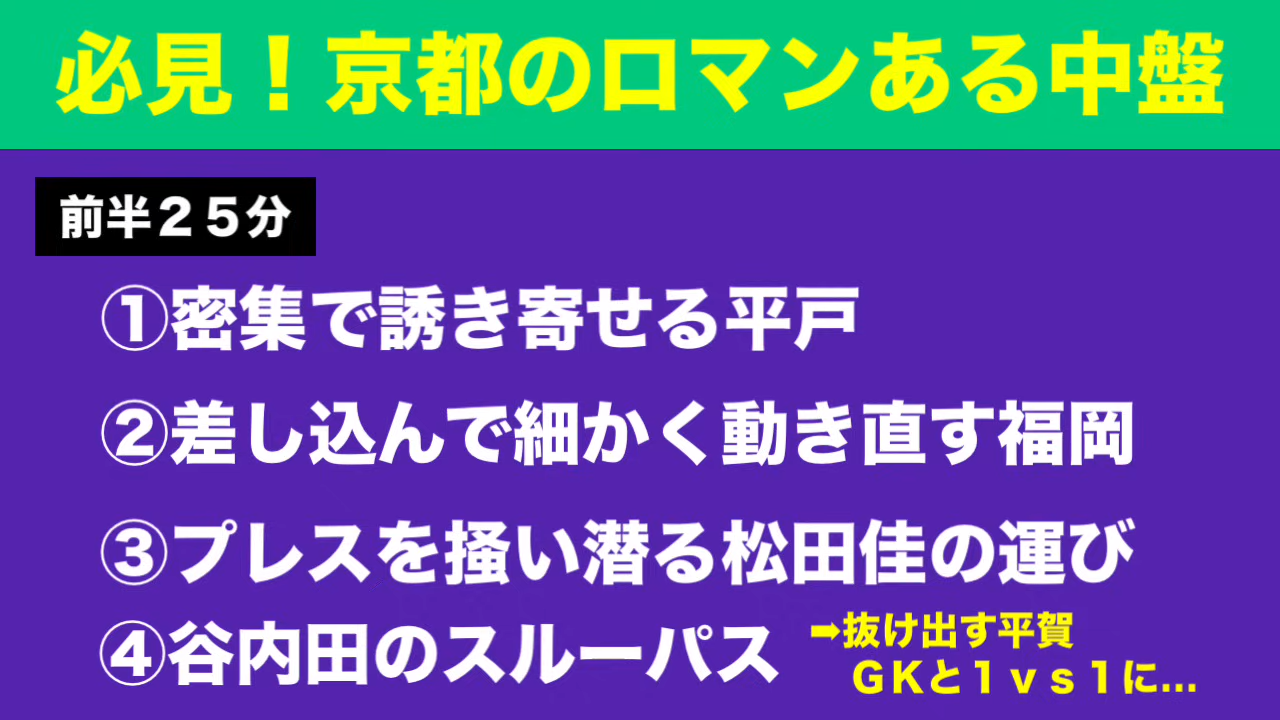 必見！京都のロマンある中盤
前半２５分
①密集で誘き寄せる平戸
②差し込んで細かく動き直す福岡
③プレスを掻い潜る松田佳の運び
④谷内田のスルーパス
➡抜け出す平賀
ＧＫと１ｖｓ１に…